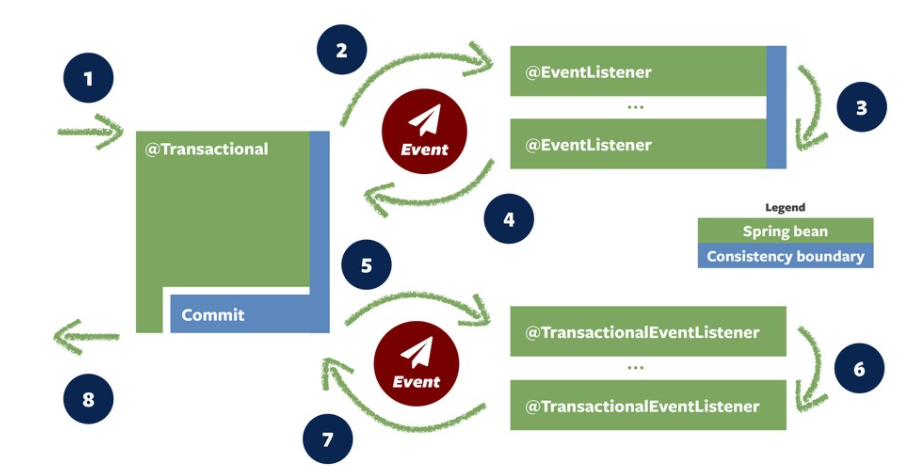 1
2
@EventListener
...
@EventListener
3
Event
@Transactional
4
Legend
Spring bean
Consistency boundary
5
Commit
@TransactionalEventListener
...
@TransactionalEventListener
6
Event
7
8